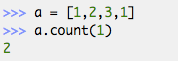 >>> a = [1,2,3,1]
>>> a.count(1)
2